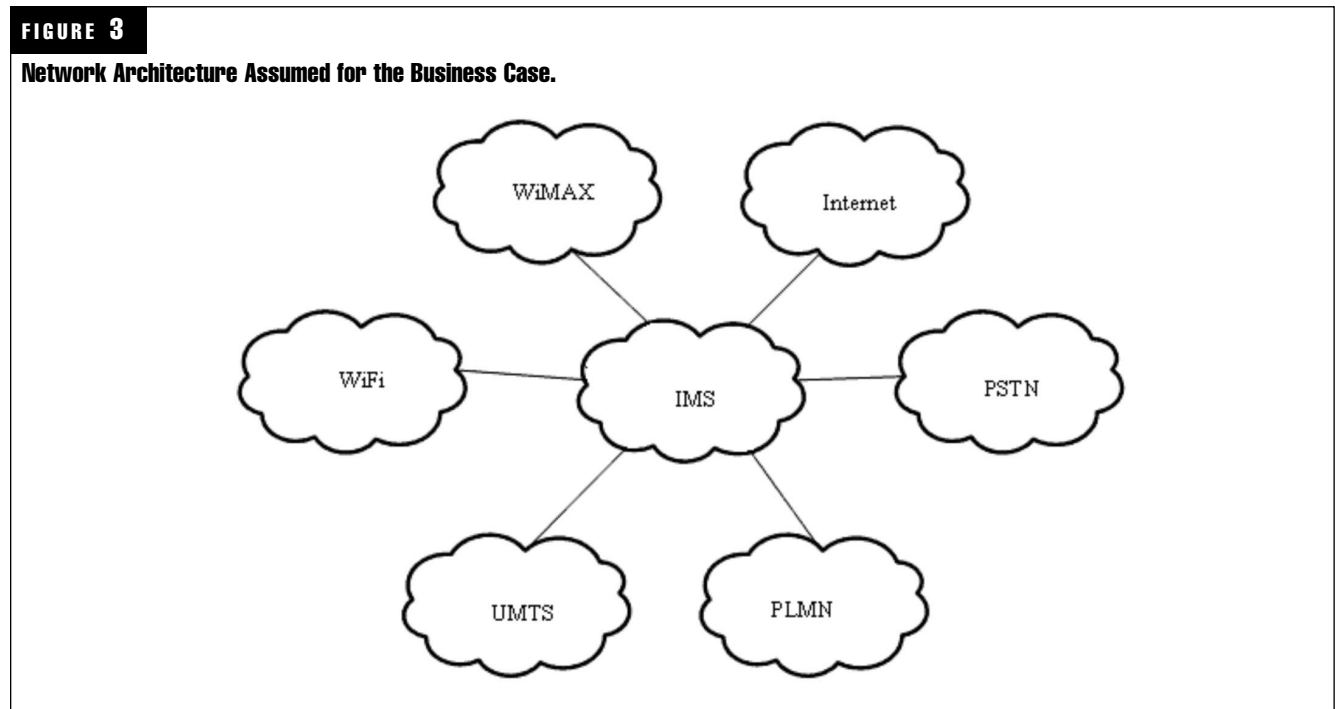 FIGURE 3
Network Architecture Assumed for the Business Case.
WiMAX
Internet
WiFi
IMS
PSTN
UMTS
PLMN